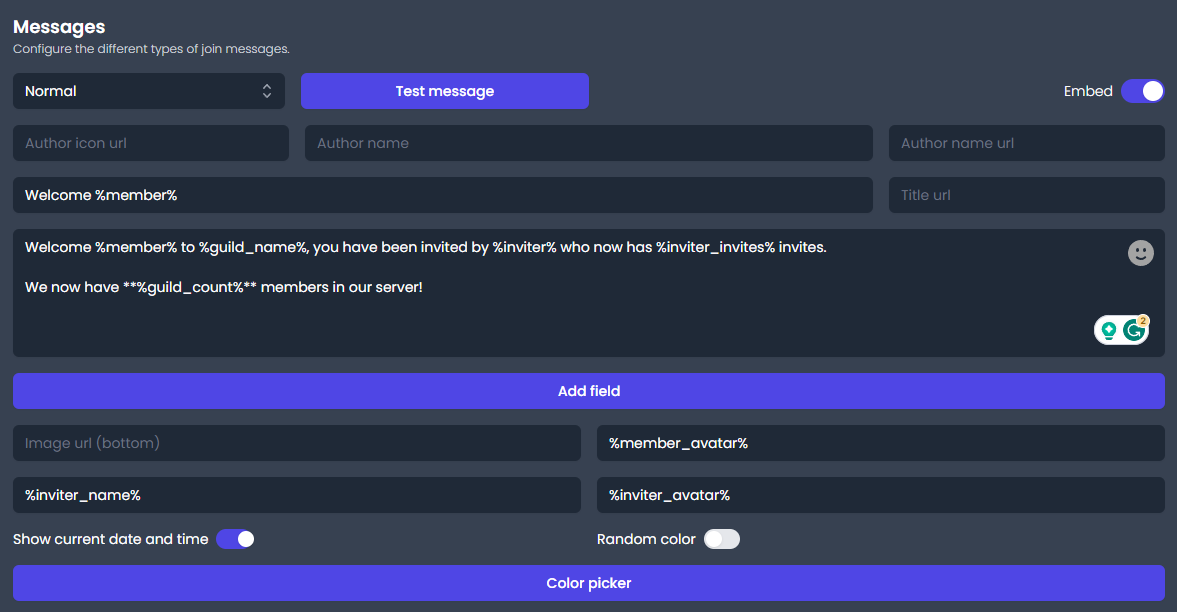 Messages
Configure the different types of join messages.
Normal
Test message
Embed
Author icon url
Author name
Author name url
Welcome %member%
Title url
Welcome %member% to %guild_name%, you have been invited by %inviter% who now has %inviter_invites% invites.
We now have **%guild_count%** members in our server!
2
Add field
Image url (bottom)
%member_avatar%
%inviter_name%
%inviter_avatar%
Show current date and time
Random color
Color picker